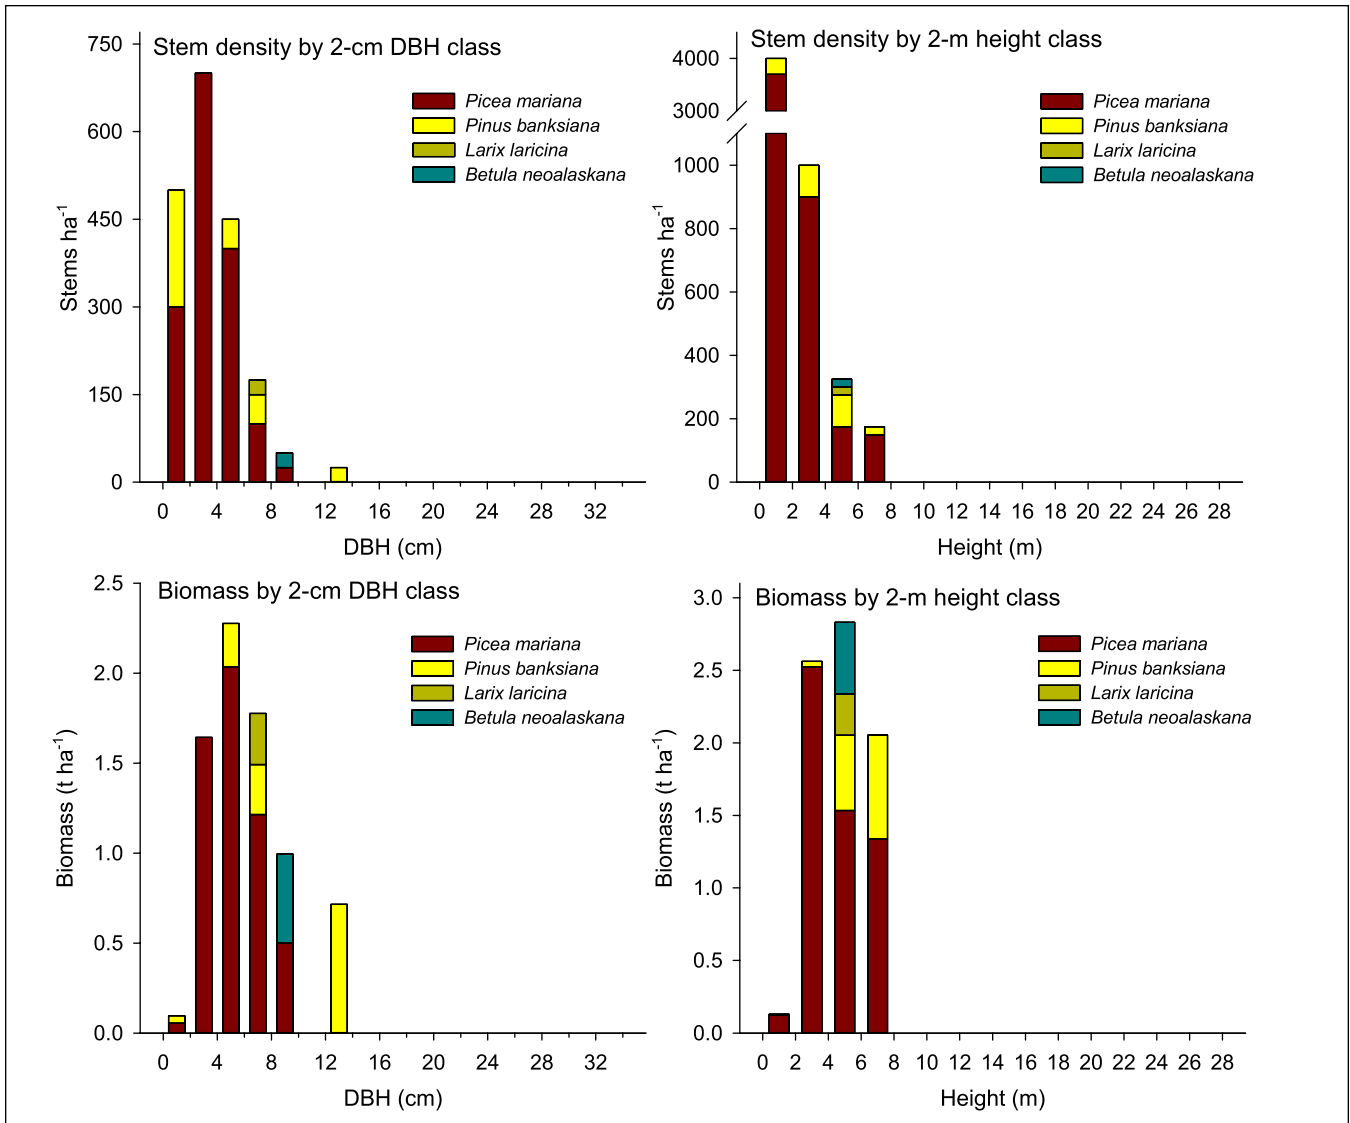 Stem density by 2-cm DBH class
750
600
450
300
150
0
Stems ha-1
Picea mariana
Pinus banksiana
Larix laricina
Betula neoalaskana
0 4 8 12 16 20 24 28 32
DBH (cm)
Stem density by 2-m height class
4000
3000
1000
800
600
400
200
0
Stems ha-1
Picea mariana
Pinus banksiana
Larix laricina
Betula neoalaskana
0 2 4 6 8 10 12 14 16 18 20 22 24 26 28
Height (m)
Biomass by 2-cm DBH class
2.5
2.0
1.5
1.0
0.5
0.0
Biomass (t ha-1)
Picea mariana
Pinus banksiana
Larix laricina
Betula neoalaskana
0 4 8 12 16 20 24 28 32
DBH (cm)
Biomass by 2-m height class
3.0
2.5
2.0
1.5
1.0
0.5
0.0
Biomass (t ha-1)
Picea mariana
Pinus banksiana
Larix laricina
Betula neoalaskana
0 2 4 6 8 10 12 14 16 18 20 22 24 26 28
Height (m)